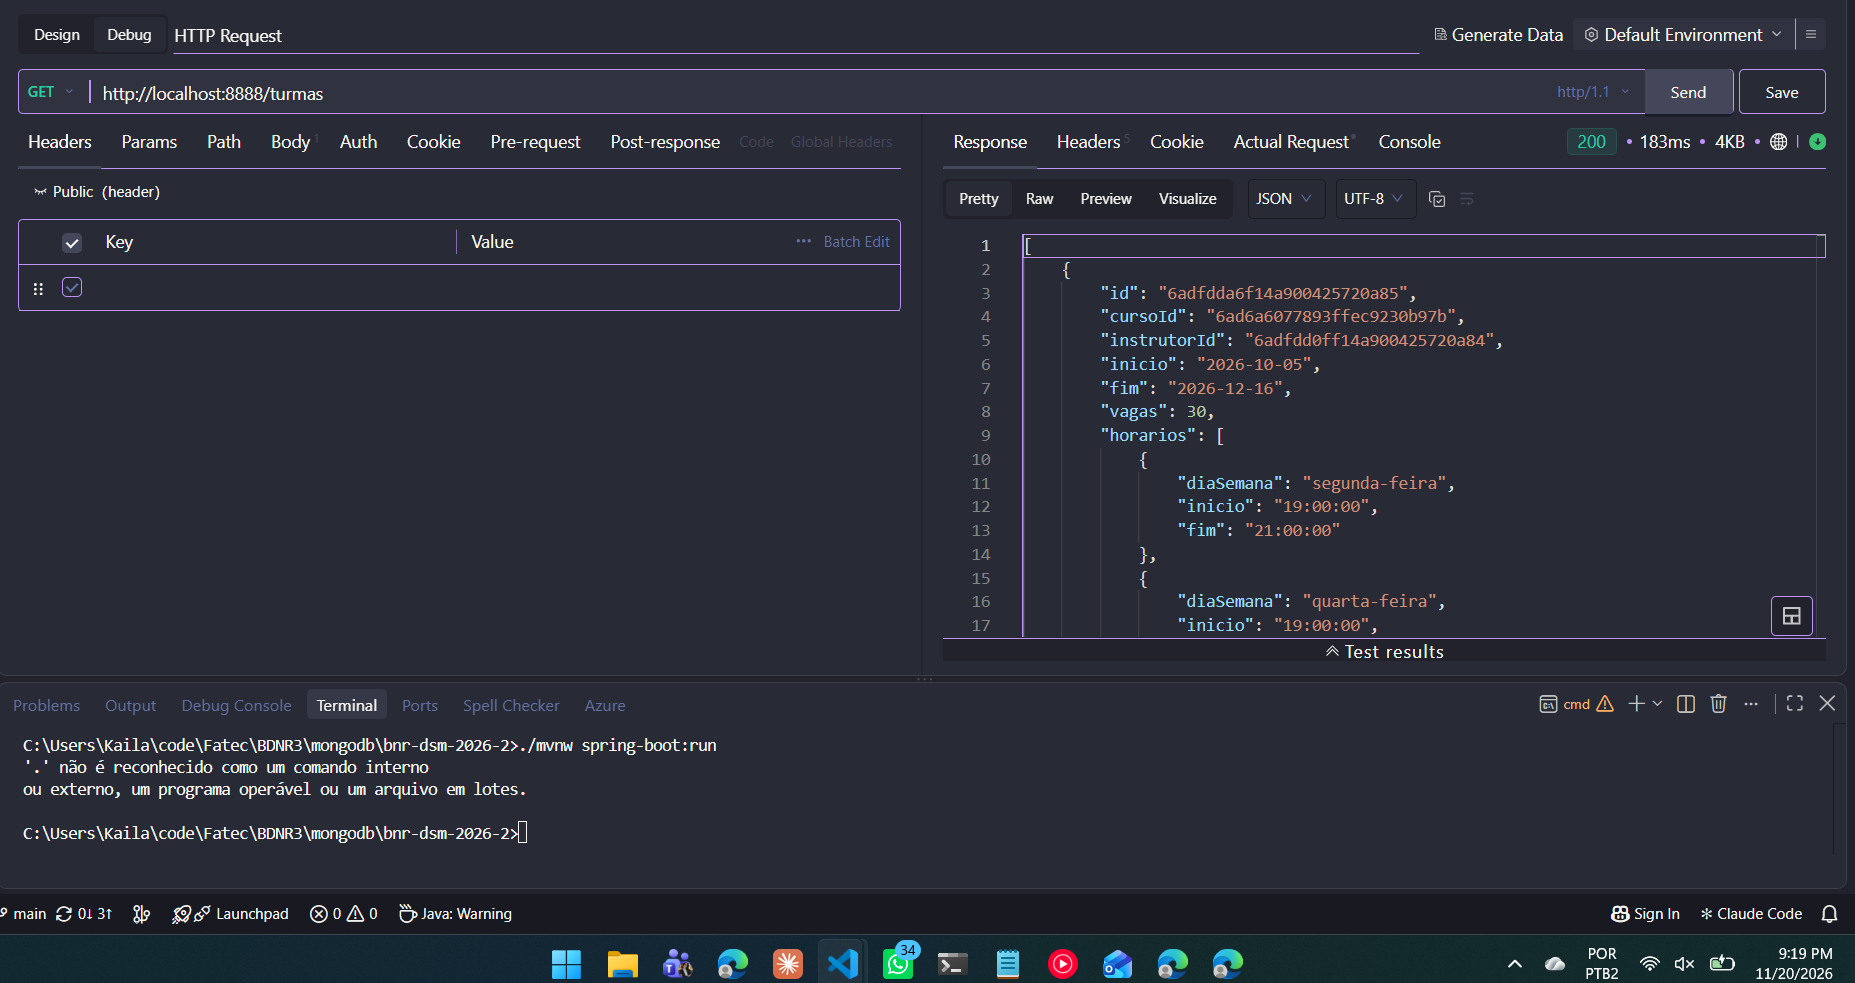 Design Debug HTTP Request Generate Data Default Environment
GET http://localhost:8888/turmas http/1.1 Send Save
Headers Params Path Body 1 Auth Cookie Pre-request Post-response Code Global Headers
Response Headers 5 Cookie Actual Request Console 200 • 183ms • 4KB •
Public (header)
Pretty Raw Preview Visualize JSON UTF-8
Key Value ··· Batch Edit
1 [
2 {
3 "id": "6adfdda6f14a900425720a85",
4 "cursoId": "6ad6a6077893ffec9230b97b",
5 "instrutorId": "6adfdd0ff14a900425720a84",
6 "inicio": "2026-10-05",
7 "fim": "2026-12-16",
8 "vagas": 30,
9 "horarios": [
10 {
11 "diaSemana": "segunda-feira",
12 "inicio": "19:00:00",
13 "fim": "21:00:00"
14 },
15 {
16 "diaSemana": "quarta-feira",
17 "inicio": "19:00:00",
Test results
Problems Output Debug Console Terminal Ports Spell Checker Azure cmd
C:\Users\Kaila\code\Fatec\BDNR3\mongodb\bnr-dsm-2026-2>./mvnw spring-boot:run
'.' não é reconhecido como um comando interno
ou externo, um programa operável ou um arquivo em lotes.
C:\Users\Kaila\code\Fatec\BDNR3\mongodb\bnr-dsm-2026-2>
main 0↓ 3↑ Launchpad 0 0 Java: Warning Sign In Claude Code
34
POR
PTB2
9:19 PM
11/20/2026